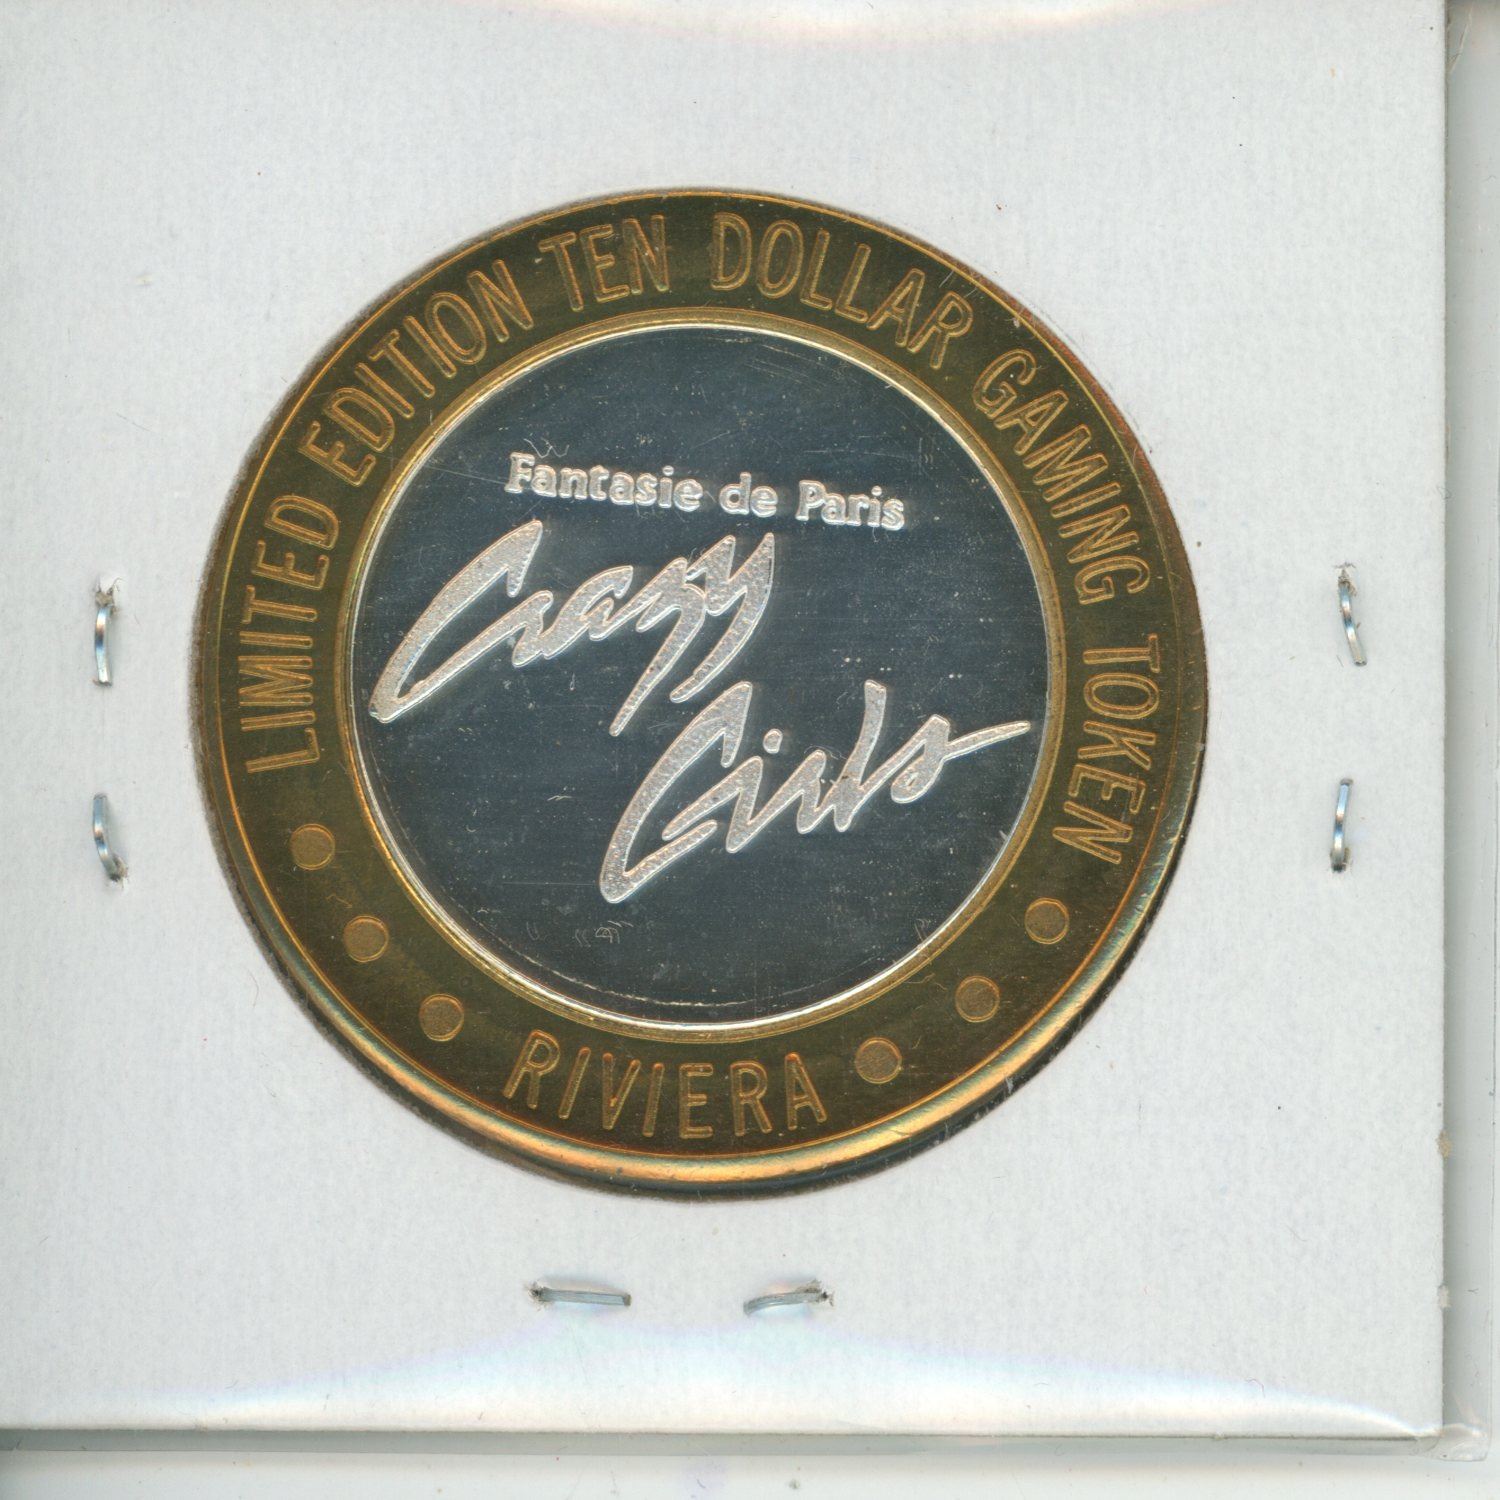 LIMITED EDITION TEN DOLLAR GAMING TOKEN
Fantasie de Paris
Crazy
Girls
• • • RIVIERA • • •